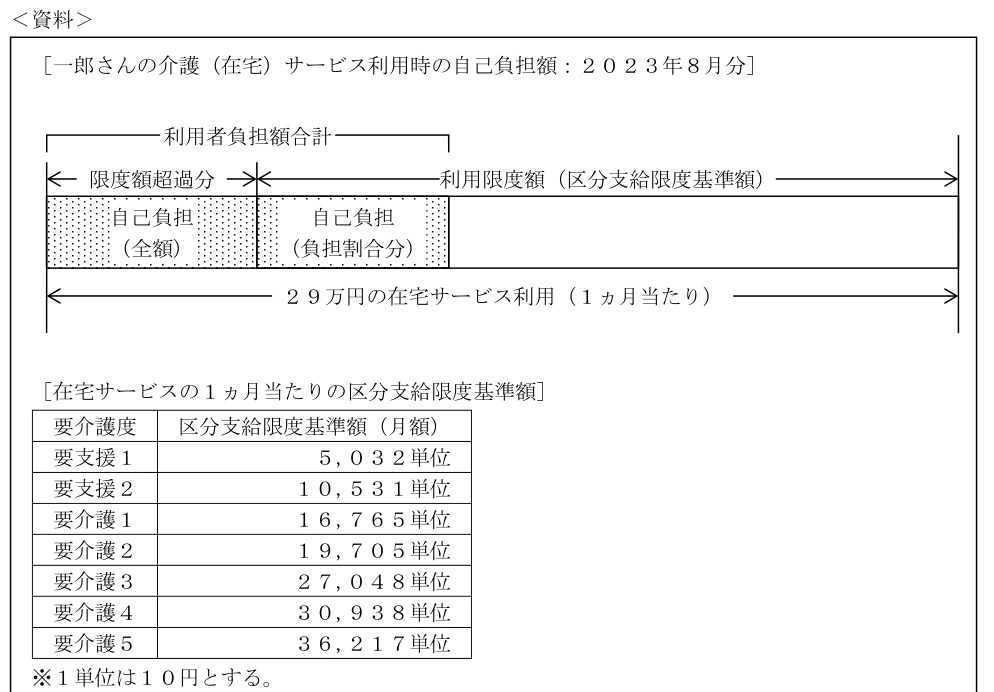 ＜資料＞
［一郎さんの介護（在宅）サービス利用時の自己負担額：２０２３年８月分］
利用者負担額合計
限度額超過分
利用限度額（区分支給限度基準額）
自己負担
（全額）
自己負担
（負担割合分）
２９万円の在宅サービス利用（１ヵ月当たり）
［在宅サービスの１ヵ月当たりの区分支給限度基準額］
要介護度 区分支給限度基準額（月額）
要支援１ ５，０３２単位
要支援２ １０，５３１単位
要介護１ １６，７６５単位
要介護２ １９，７０５単位
要介護３ ２７，０４８単位
要介護４ ３０，９３８単位
要介護５ ３６，２１７単位
※１単位は１０円とする。